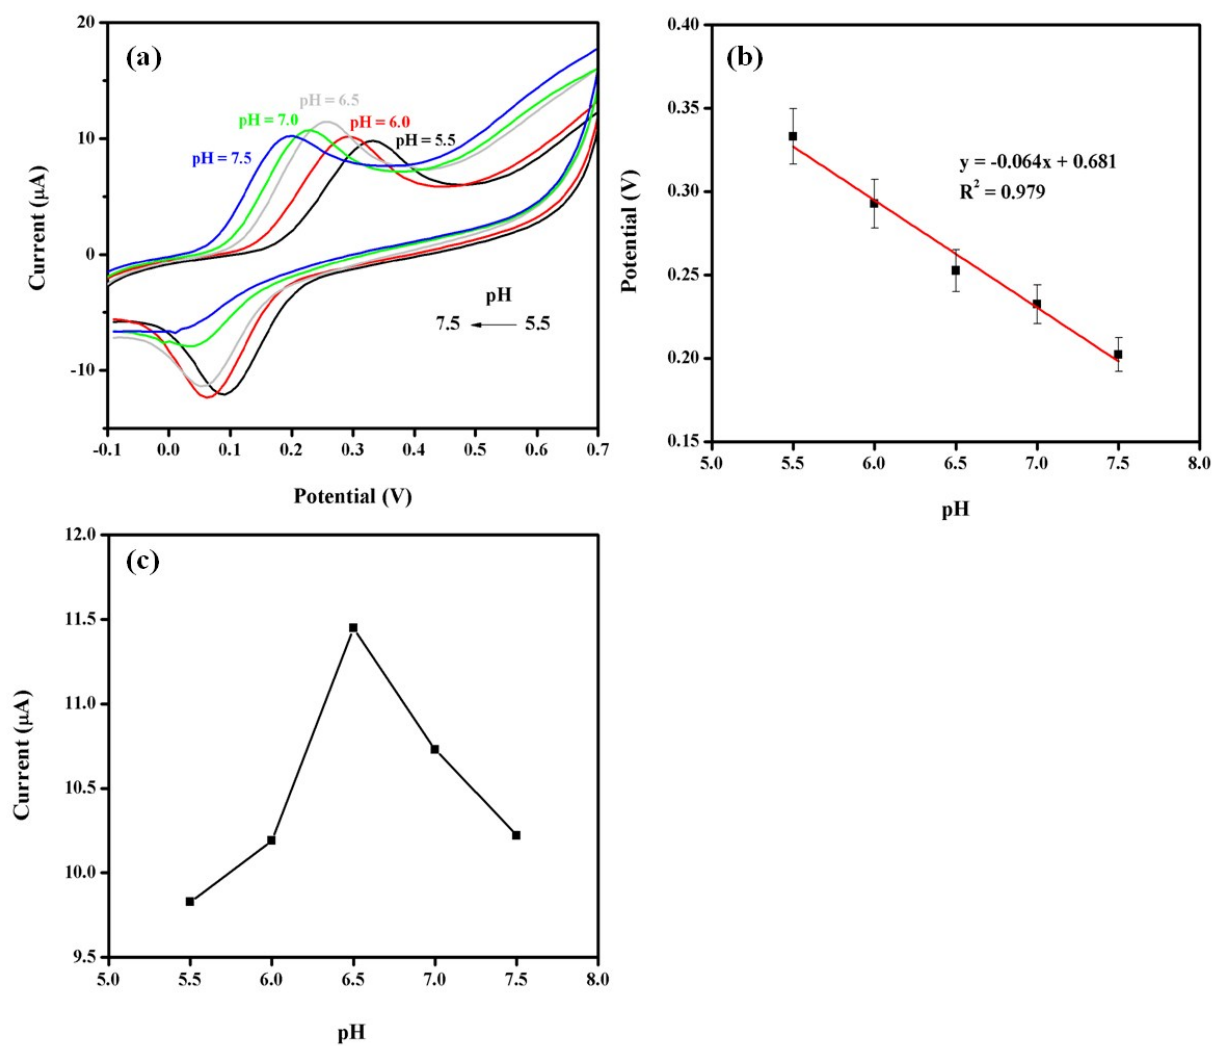 (a)
20
10
0
-10
Current (μA)
pH = 7.5
pH = 7.0
pH = 6.5
pH = 6.0
pH = 5.5
pH
7.5 5.5
-0.1 0.0 0.1 0.2 0.3 0.4 0.5 0.6 0.7
Potential (V)
(b)
0.40
0.35
0.30
0.25
0.20
0.15
Potential (V)
y = -0.064x + 0.681
R² = 0.979
5.0 5.5 6.0 6.5 7.0 7.5 8.0
pH
(c)
12.0
11.5
11.0
10.5
10.0
9.5
Current (μA)
5.0 5.5 6.0 6.5 7.0 7.5 8.0
pH